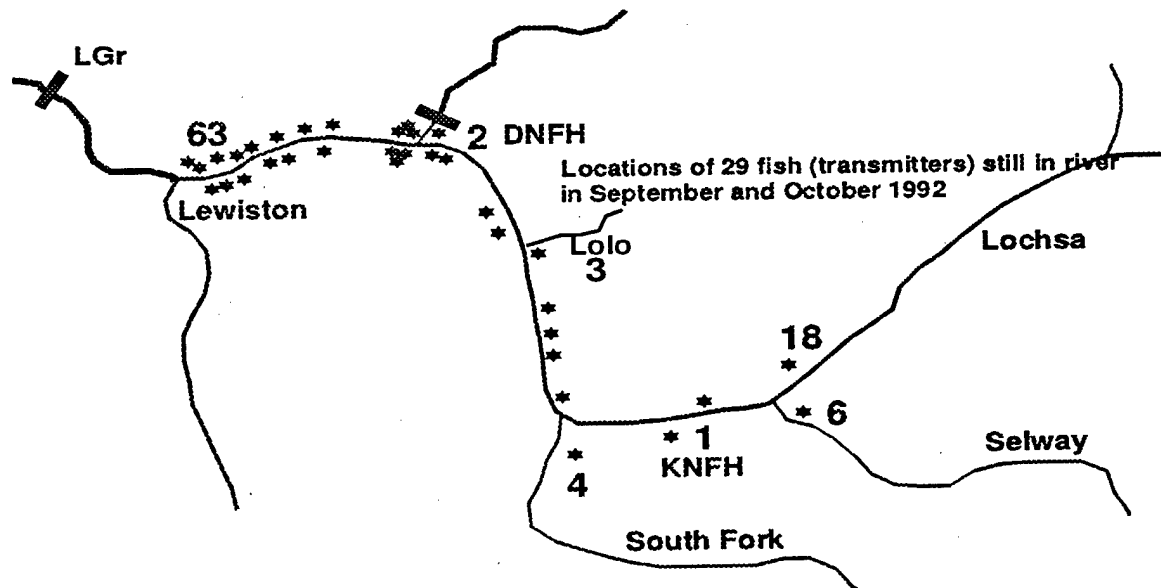 LGr
63
2 DNFH
Locations of 29 fish (transmitters) still in river
in September and October 1992
Lewiston
Lolo
3
Lochsa
18
6
1
KNFH
Selway
4
South Fork